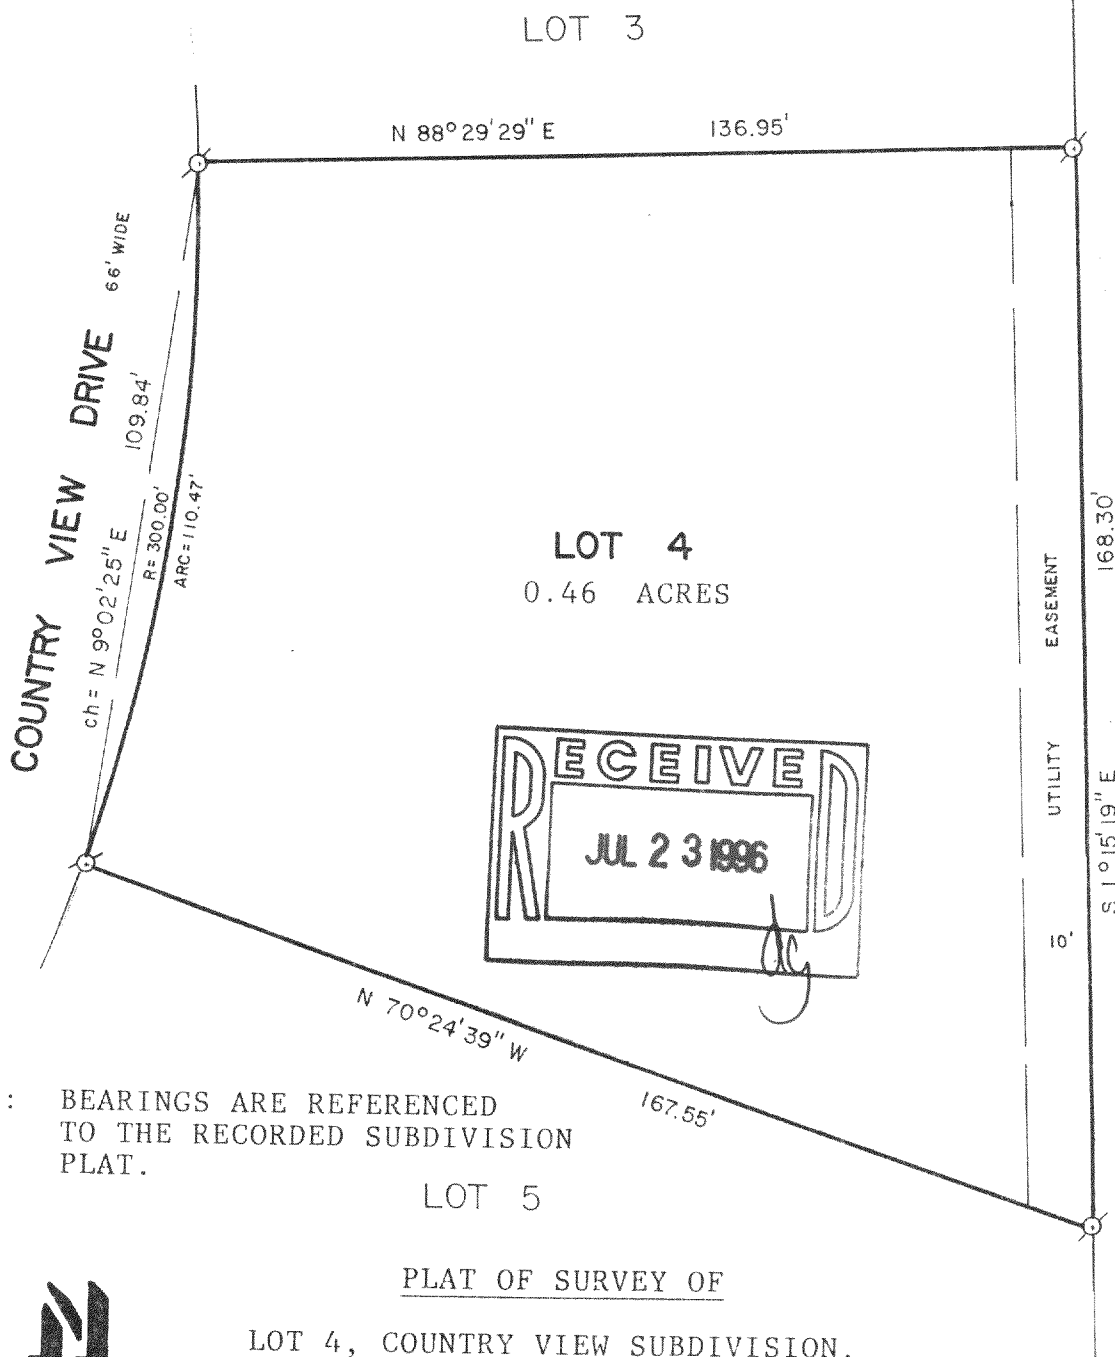 LOT 3
N 88°29'29" E 136.95'
COUNTRY VIEW DRIVE 66' WIDE
ch = N 9°02'25" E 109.84'
R= 300.00'
ARC=110.47'
LOT 4
0.46 ACRES
10' UTILITY EASEMENT
S 1°15'19" E 168.30'
RECEIVED
JUL 23 1996
N 70°24'39" W 167.55'
: BEARINGS ARE REFERENCED
TO THE RECORDED SUBDIVISION
PLAT.
LOT 5
PLAT OF SURVEY OF
LOT 4, COUNTRY VIEW SUBDIVISION.